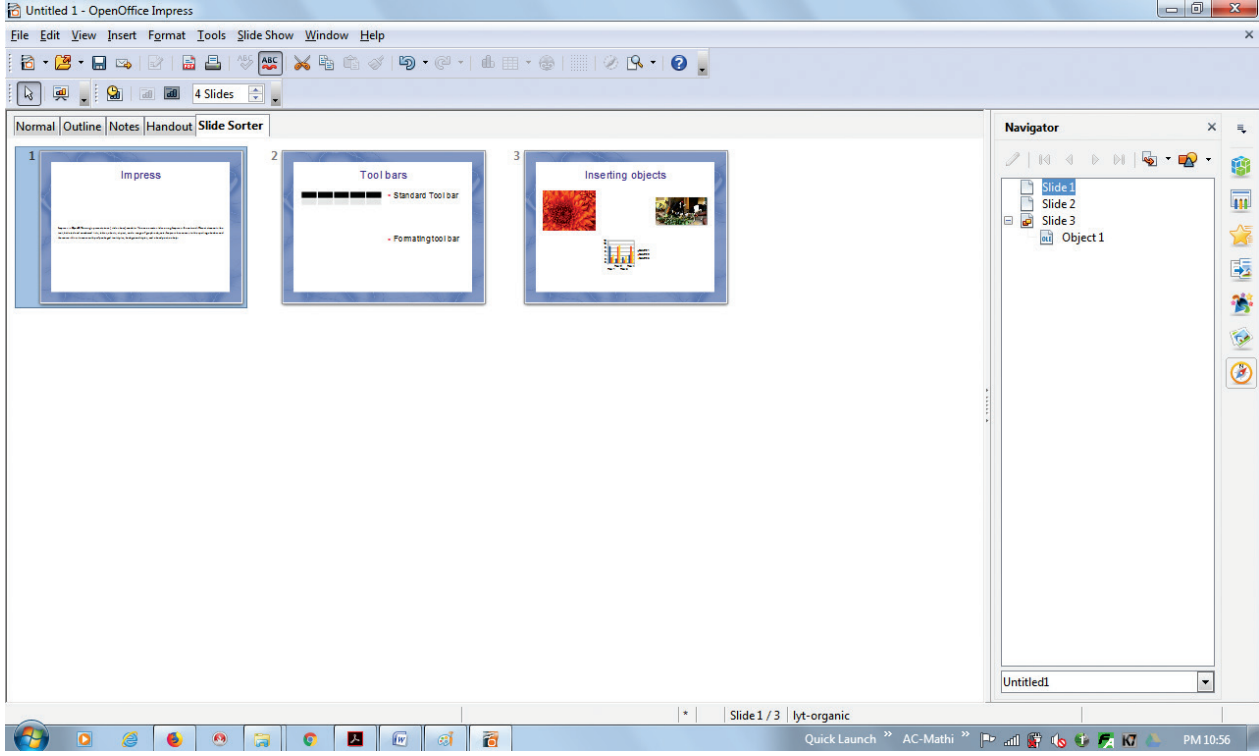 Untitled 1 - OpenOffice Impress
File Edit View Insert Format Tools Slide Show Window Help
ABC ABC
4 Slides
Normal Outline Notes Handout Slide Sorter
Navigator
1
Impress
2
Tool bars
Standard Tool bar
Formating tool bar
3
Inserting objects
Slide 1
Slide 2
Slide 3
Object 1
Untitled1
* Slide 1 / 3 lyt-organic
Quick Launch » AC-Mathi » K7 PM 10:56